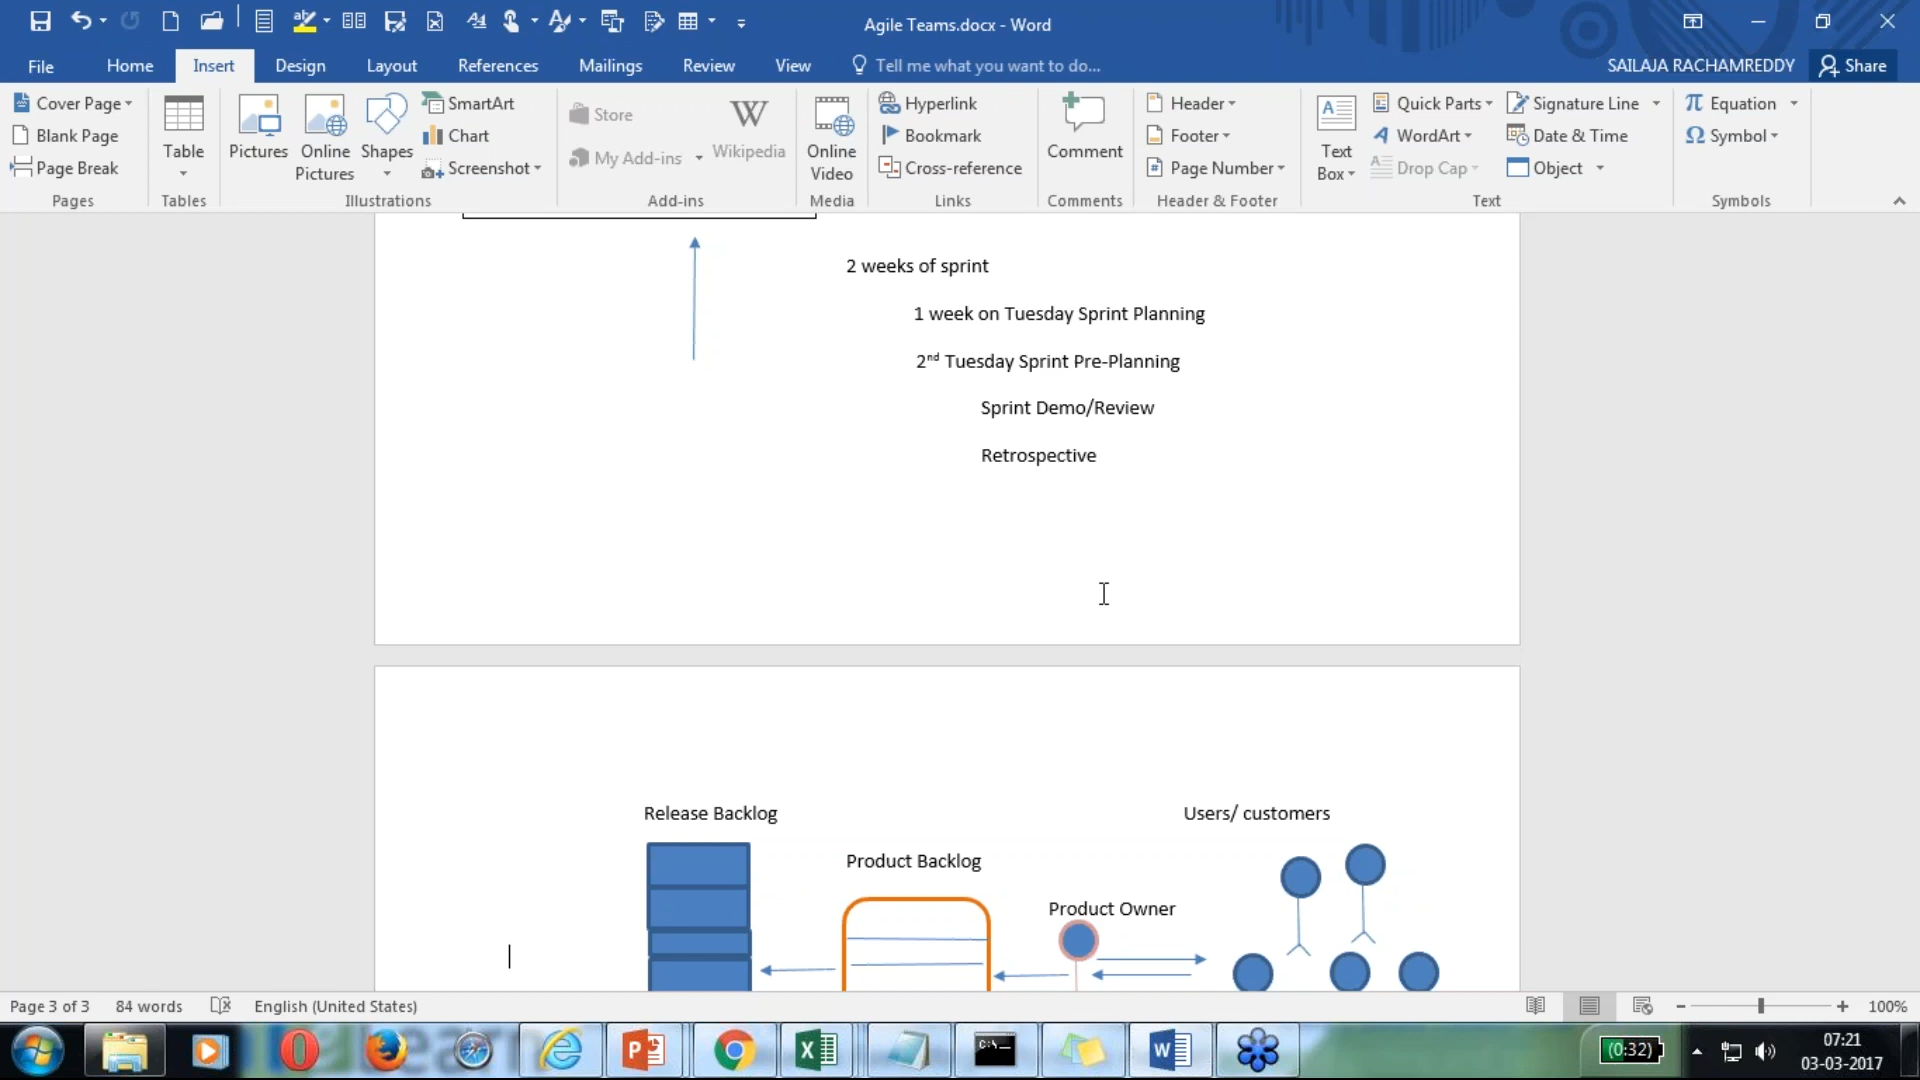 Agile Teams.docx - Word
File Home Insert Design Layout References Mailings Review View Tell me what you want to do... SAILAJA RACHAMREDDY Share
Cover Page
Blank Page
Page Break
Pages
Table
Tables
Pictures
Online Pictures
Shapes
SmartArt
Chart
Screenshot
Illustrations
Store
My Add-ins
Wikipedia
Add-ins
Online Video
Media
Hyperlink
Bookmark
Cross-reference
Links
Comment
Comments
Header
Footer
Page Number
Header & Footer
Text Box
Quick Parts
WordArt
Drop Cap
Signature Line
Date & Time
Object
Text
Equation
Symbol
Symbols
2 weeks of sprint
1 week on Tuesday Sprint Planning
2nd Tuesday Sprint Pre-Planning
Sprint Demo/Review
Retrospective
Release Backlog
Users/ customers
Product Backlog
Product Owner
Page 3 of 3 84 words English (United States) 100%
(0:32)
07:21
03-03-2017